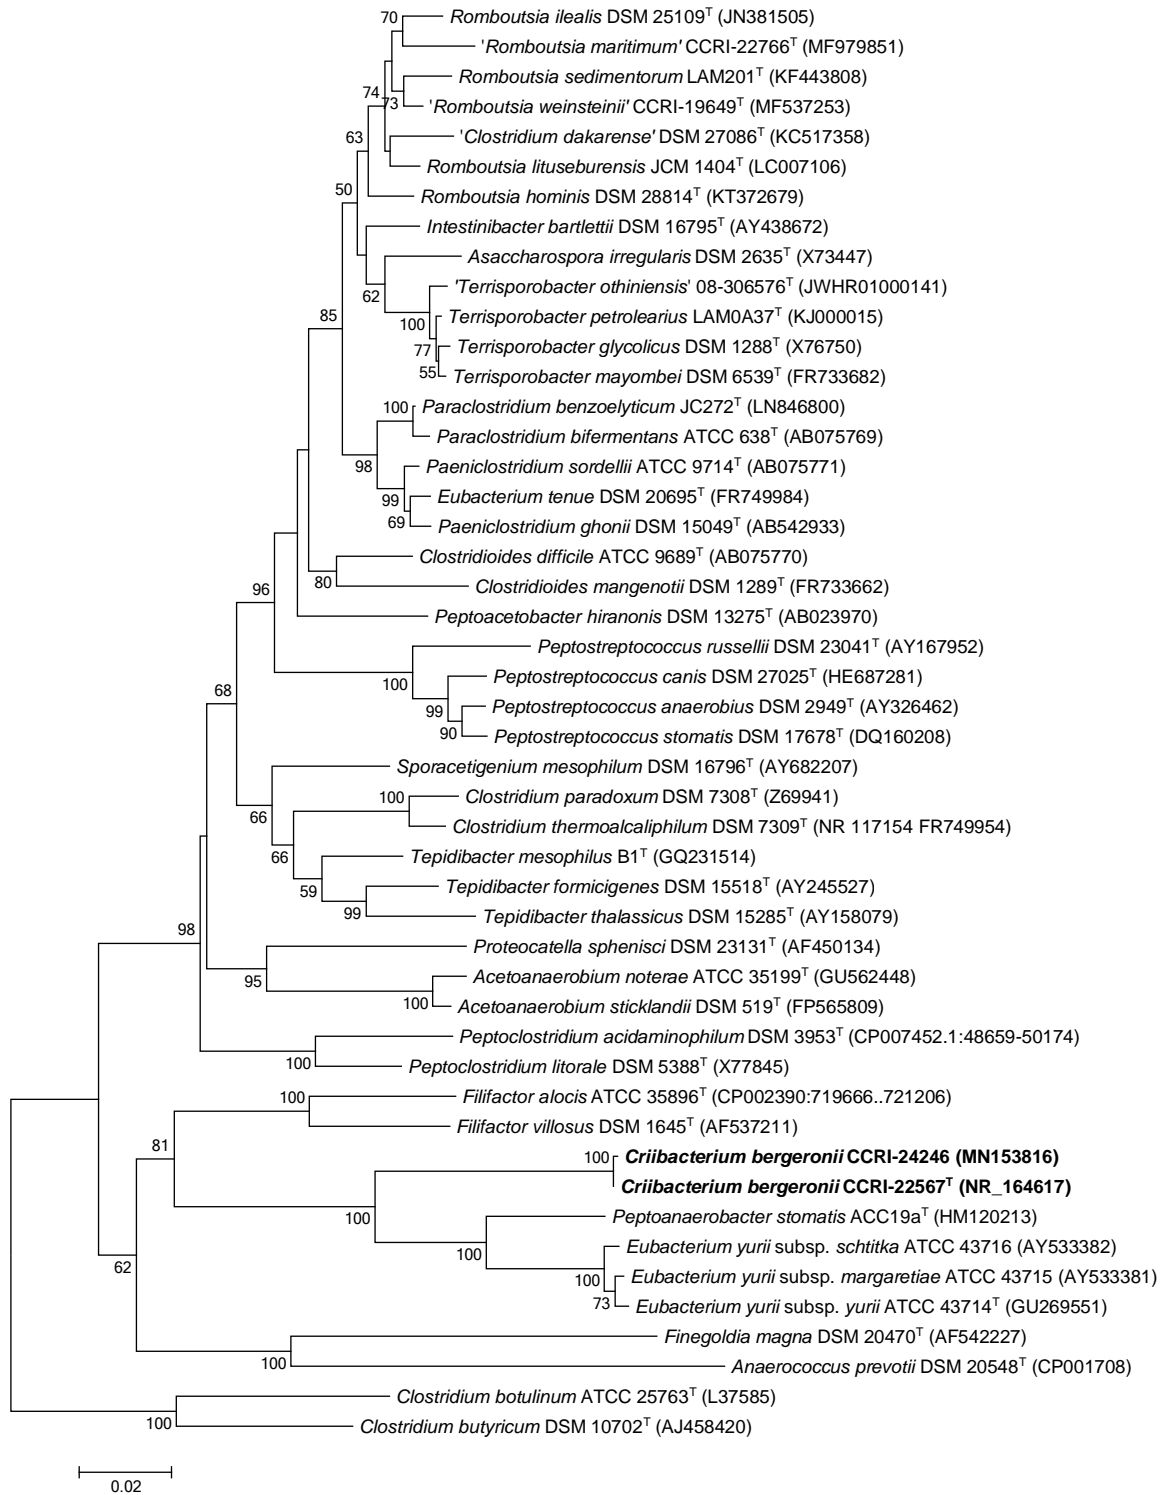 70
Romboutsia ilealis DSM 25109T (JN381505)
'Romboutsia maritimum' CCRI-22766T (MF979851)
Romboutsia sedimentorum LAM201T (KF443808)
74
73
'Romboutsia weinsteinii' CCRI-19649T (MF537253)
63
'Clostridium dakarense' DSM 27086T (KC517358)
Romboutsia lituseburensis JCM 1404T (LC007106)
50
Romboutsia hominis DSM 28814T (KT372679)
Intestinibacter bartlettii DSM 16795T (AY438672)
Asaccharospora irregularis DSM 2635T (X73447)
62
'Terrisporobacter othiniensis' 08-306576T (JWHR01000141)
85
100
Terrisporobacter petrolearius LAM0A37T (KJ000015)
77
Terrisporobacter glycolicus DSM 1288T (X76750)
55
Terrisporobacter mayombei DSM 6539T (FR733682)
100
Paraclostridium benzoelyticum JC272T (LN846800)
Paraclostridium bifermentans ATCC 638T (AB075769)
98
Paeniclostridium sordellii ATCC 9714T (AB075771)
99
Eubacterium tenue DSM 20695T (FR749984)
69
Paeniclostridium ghonii DSM 15049T (AB542933)
Clostridioides difficile ATCC 9689T (AB075770)
80
Clostridioides mangenotii DSM 1289T (FR733662)
96
Peptoacetobacter hiranonis DSM 13275T (AB023970)
Peptostreptococcus russellii DSM 23041T (AY167952)
100
Peptostreptococcus canis DSM 27025T (HE687281)
68
99
Peptostreptococcus anaerobius DSM 2949T (AY326462)
90
Peptostreptococcus stomatis DSM 17678T (DQ160208)
Sporacetigenium mesophilum DSM 16796T (AY682207)
100
Clostridium paradoxum DSM 7308T (Z69941)
66
Clostridium thermoalcaliphilum DSM 7309T (NR 117154 FR749954)
66
Tepidibacter mesophilus B1T (GQ231514)
59
Tepidibacter formicigenes DSM 15518T (AY245527)
99
Tepidibacter thalassicus DSM 15285T (AY158079)
98
Proteocatella sphenisci DSM 23131T (AF450134)
95
Acetoanaerobium noterae ATCC 35199T (GU562448)
100
Acetoanaerobium sticklandii DSM 519T (FP565809)
Peptoclostridium acidaminophilum DSM 3953T (CP007452.1:48659-50174)
100
Peptoclostridium litorale DSM 5388T (X77845)
100
Filifactor alocis ATCC 35896T (CP002390:719666..721206)
Filifactor villosus DSM 1645T (AF537211)
81
100
Criibacterium bergeronii CCRI-24246 (MN153816)
Criibacterium bergeronii CCRI-22567T (NR_164617)
100
Peptoanaerobacter stomatis ACC19aT (HM120213)
100
Eubacterium yurii subsp. schtitka ATCC 43716 (AY533382)
62
100
Eubacterium yurii subsp. margaretiae ATCC 43715 (AY533381)
73
Eubacterium yurii subsp. yurii ATCC 43714T (GU269551)
Finegoldia magna DSM 20470T (AF542227)
100
Anaerococcus prevotii DSM 20548T (CP001708)
Clostridium botulinum ATCC 25763T (L37585)
100
Clostridium butyricum DSM 10702T (AJ458420)
0.02